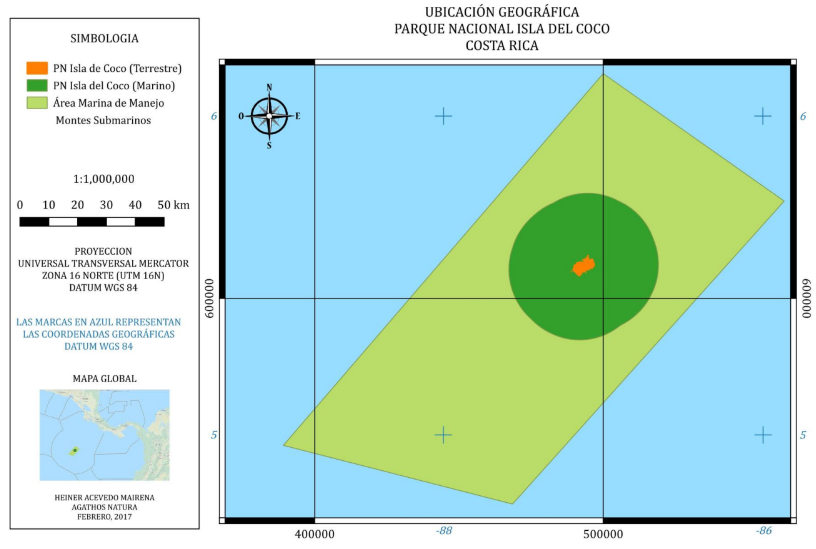 UBICACIÓN GEOGRÁFICA
PARQUE NACIONAL ISLA DEL COCO
COSTA RICA
SIMBOLOGIA
PN Isla de Coco (Terrestre)
PN Isla del Coco (Marino)
Área Marina de Manejo
Montes Submarinos
1:1,000,000
0 10 20 30 40 50 km
PROYECCION
UNIVERSAL TRANSVERSAL MERCATOR
ZONA 16 NORTE (UTM 16N)
DATUM WGS 84
LAS MARCAS EN AZUL REPRESENTAN
LAS COORDENADAS GEOGRÁFICAS
DATUM WGS 84
MAPA GLOBAL
HEINER ACEVEDO MAIRENA
AGATHOS NATURA
FEBRERO, 2017
N
O E
S
6 6
600000 600000
5 5
400000 -88 500000 -86